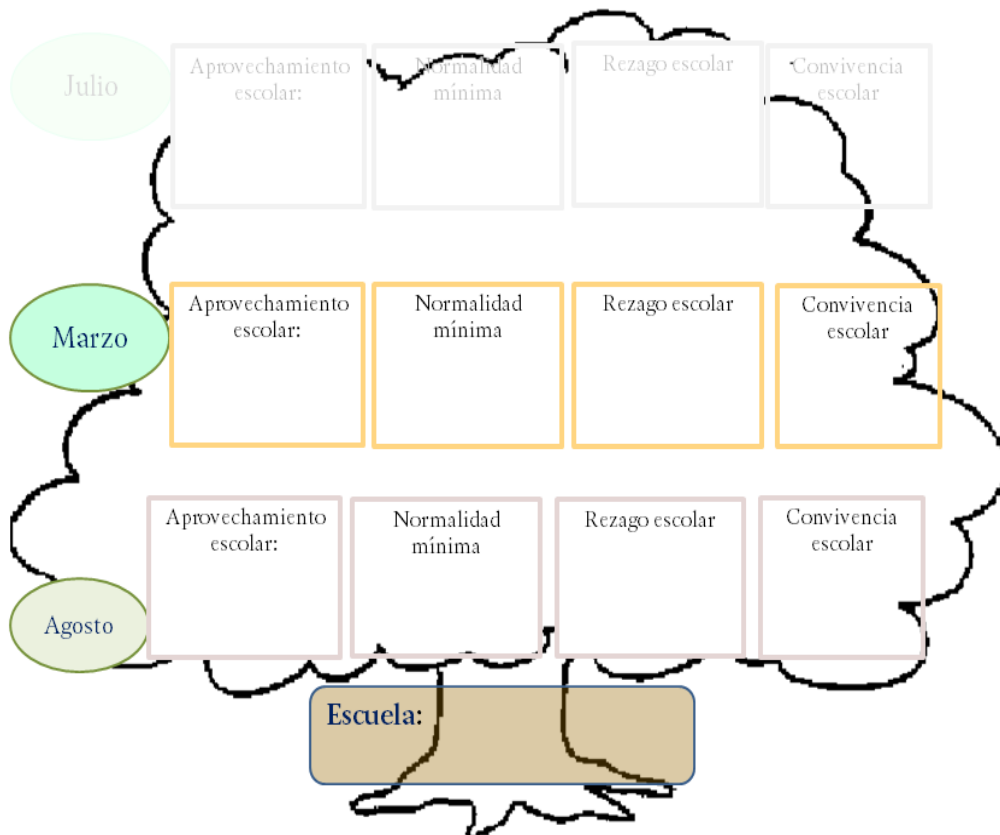 Julio
Aprovechamiento
escolar:
Normalidad
mínima
Rezago escolar
Convivencia
escolar
Marzo
Aprovechamiento
escolar:
Normalidad
mínima
Rezago escolar
Convivencia
escolar
Agosto
Aprovechamiento
escolar:
Normalidad
mínima
Rezago escolar
Convivencia
escolar
Escuela: